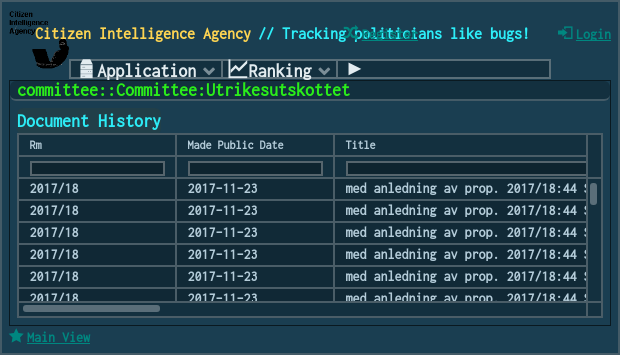 Citizen
Intelligence
Agency
Citizen Intelligence Agency // Tracking politicians like bugs!
Login
Application
Ranking
committee::Committee:Utrikesutskottet
Document History
Rm Made Public Date Title
2017/18 2017-11-23 med anledning av prop. 2017/18:44 S
2017/18 2017-11-23 med anledning av prop. 2017/18:44 S
2017/18 2017-11-23 med anledning av prop. 2017/18:44 S
2017/18 2017-11-23 med anledning av prop. 2017/18:44 S
2017/18 2017-11-23 med anledning av prop. 2017/18:44 S
2017/18 2017-11-23 med anledning av prop. 2017/18:44 S
Main View